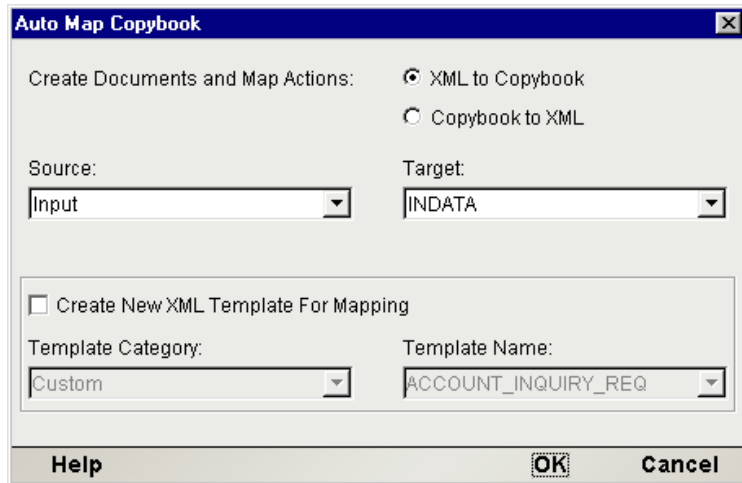 Auto Map Copybook
Create Documents and Map Actions: XML to Copybook
Copybook to XML
Source: Target:
Input INDATA
Create New XML Template For Mapping
Template Category: Template Name:
Custom ACCOUNT_INQUIRY_REQ
Help OK Cancel